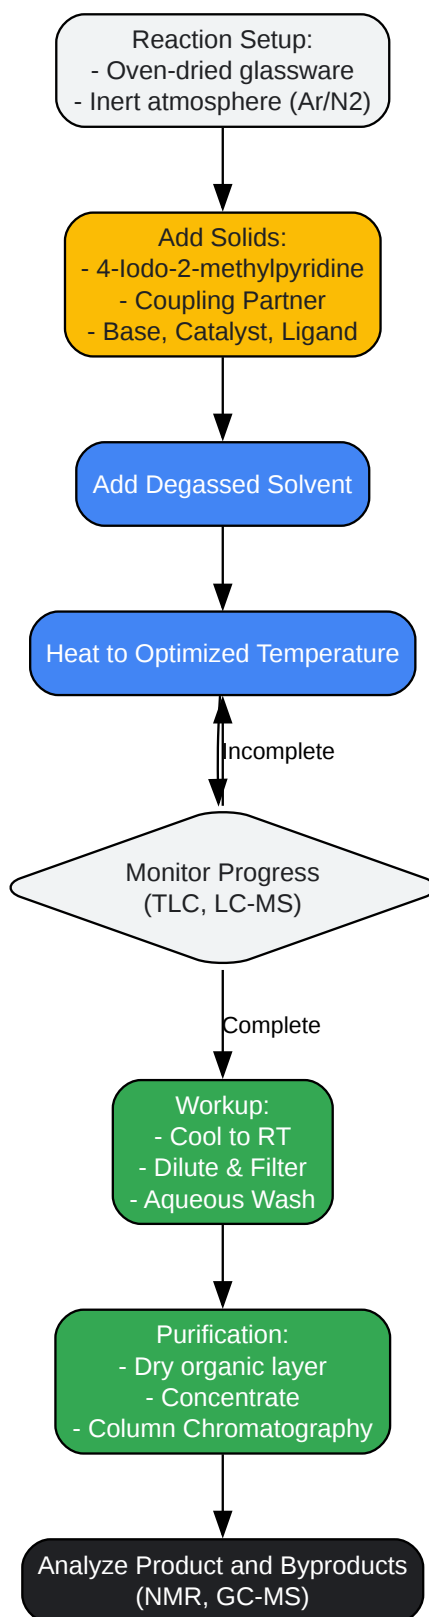 Reaction Setup:
- Oven-dried glassware
- Inert atmosphere (Ar/N2)
Add Solids:
- 4-Iodo-2-methylpyridine
- Coupling Partner
- Base, Catalyst, Ligand
Add Degassed Solvent
Heat to Optimized Temperature
Incomplete
Monitor Progress
(TLC, LC-MS)
Complete
Workup:
- Cool to RT
- Dilute & Filter
- Aqueous Wash
Purification:
- Dry organic layer
- Concentrate
- Column Chromatography
Analyze Product and Byproducts
(NMR, GC-MS)